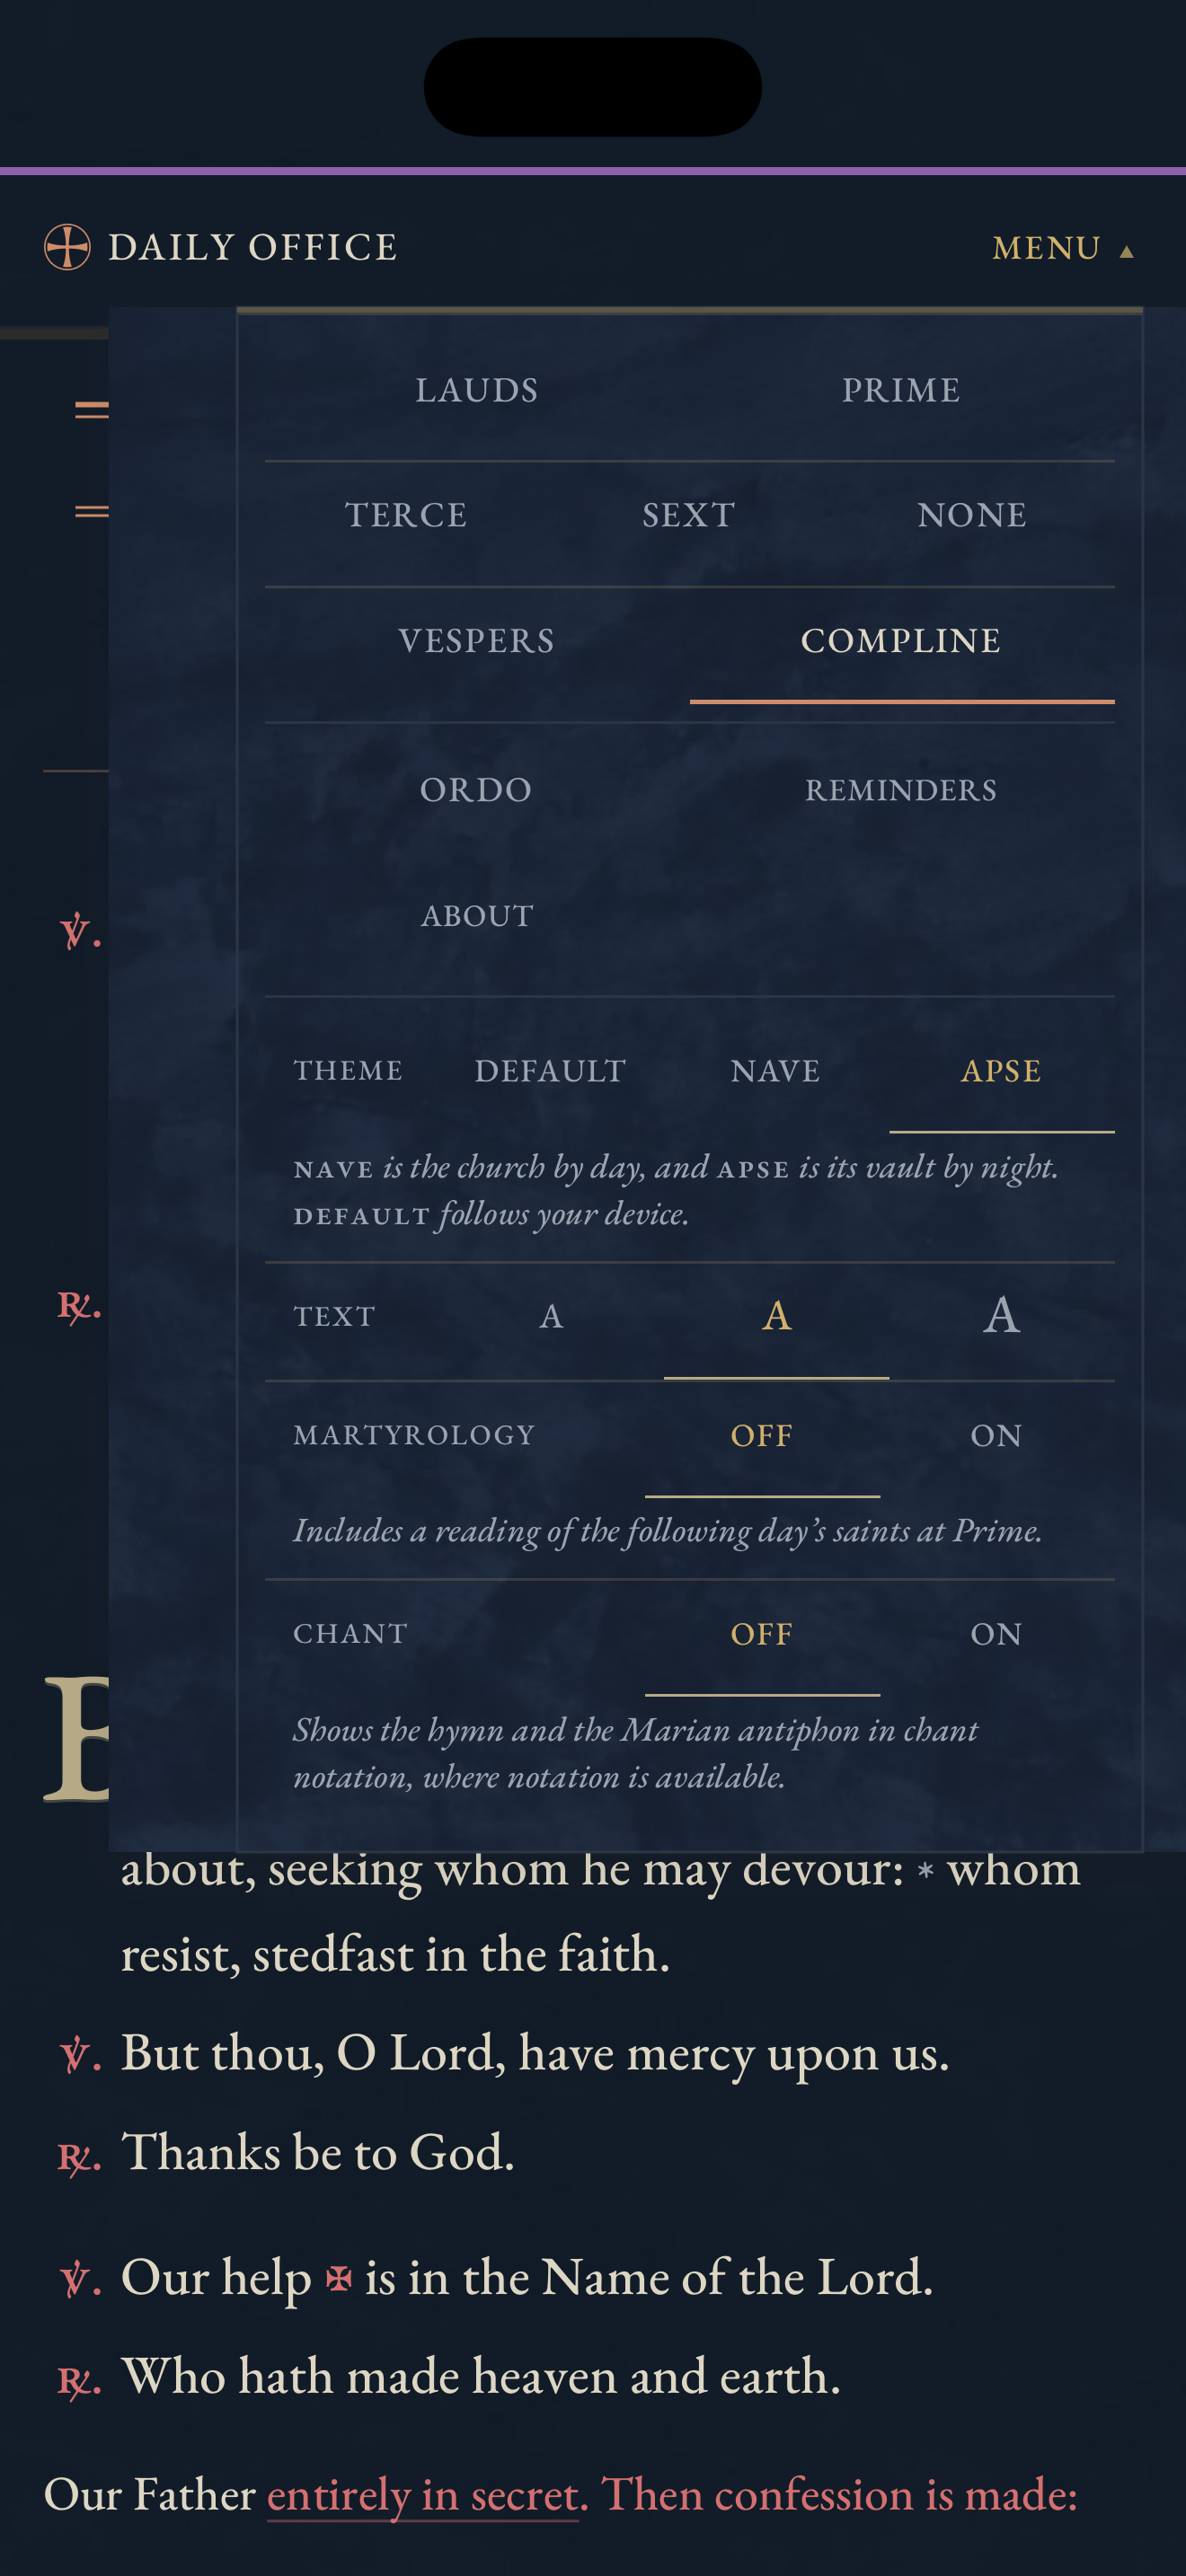 DAILY OFFICE
MENU ▲
LAUDS PRIME
TERCE SEXT NONE
VESPERS COMPLINE
ORDO REMINDERS
ABOUT
THEME DEFAULT NAVE APSE
NAVE is the church by day, and APSE is its vault by night.
DEFAULT follows your device.
TEXT A A A
MARTYROLOGY OFF ON
Includes a reading of the following day’s saints at Prime.
CHANT OFF ON
Shows the hymn and the Marian antiphon in chant
notation, where notation is available.
℣.
℟.
about, seeking whom he may devour: * whom
resist, stedfast in the faith.
℣. But thou, O Lord, have mercy upon us.
℟. Thanks be to God.
℣. Our help ✠ is in the Name of the Lord.
℟. Who hath made heaven and earth.
Our Father entirely in secret. Then confession is made: